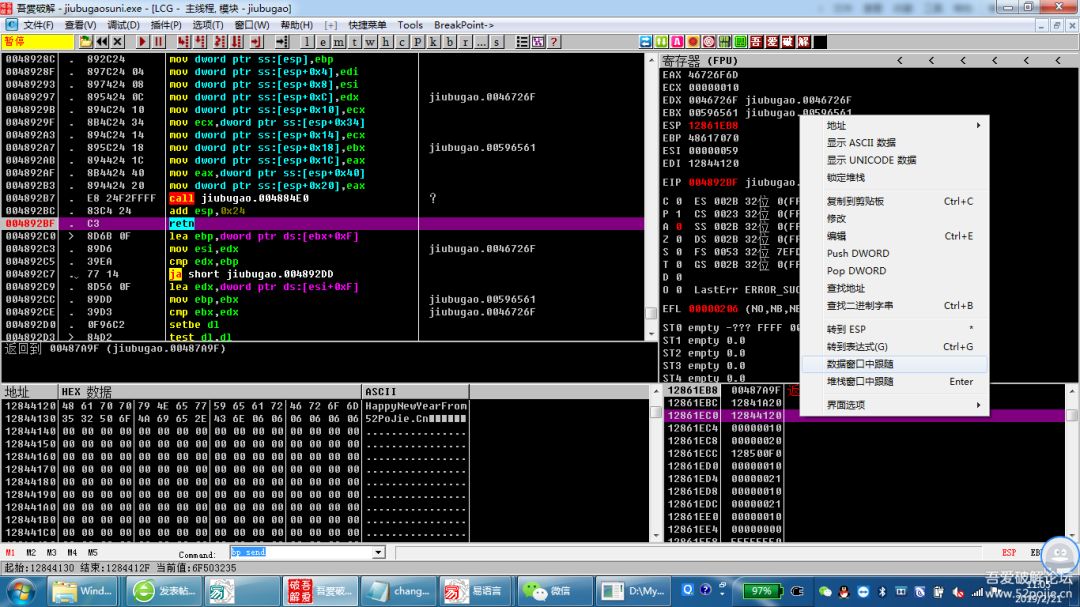 吾爱破解 - jiubugaosuni.exe - [LCG - 主线程, 模块 - jiubugao]
文件(F) 查看(V) 调试(D) 插件(P) 选项(T) 窗口(W) 帮助(H) [+] 快捷菜单 Tools BreakPoint->
暂停 l e m t w h c p k b r ... s ? 吾 爱 破 解
0048928C . 892C24 mov dword ptr ss:[esp],ebp
0048928F . 897C24 04 mov dword ptr ss:[esp+0x4],edi
00489293 . 897424 08 mov dword ptr ss:[esp+0x8],esi
00489297 . 895424 0C mov dword ptr ss:[esp+0xC],edx jiubugao.0046726F
0048929B . 894C24 10 mov dword ptr ss:[esp+0x10],ecx
0048929F . 8B4C24 34 mov ecx,dword ptr ss:[esp+0x34]
004892A3 . 894C24 14 mov dword ptr ss:[esp+0x14],ecx
004892A7 . 895C24 18 mov dword ptr ss:[esp+0x18],ebx jiubugao.00596561
004892AB . 894424 1C mov dword ptr ss:[esp+0x1C],eax
004892AF . 8B4424 40 mov eax,dword ptr ss:[esp+0x40]
004892B3 . 894424 20 mov dword ptr ss:[esp+0x20],eax
004892B7 . E8 24F2FFFF call jiubugao.004884E0 ?
004892BC . 83C4 24 add esp,0x24
004892BF . C3 retn
004892C0 > 8D6B 0F lea ebp,dword ptr ds:[ebx+0xF]
004892C3 . 89D6 mov esi,edx jiubugao.0046726F
004892C5 . 39EA cmp edx,ebp
004892C7 . 77 14 ja short jiubugao.004892DD
004892C9 . 8D56 0F lea edx,dword ptr ds:[esi+0xF]
004892CC . 89DD mov ebp,ebx jiubugao.00596561
004892CE . 39D3 cmp ebx,edx jiubugao.0046726F
004892D0 . 0F96C2 setbe dl
004892D3 > 84D2 test dl,dl
返回到 00487A9F (jiubugao.00487A9F)
寄存器 (FPU) < < < < < <
EAX 46726F6D
ECX 00000010
EDX 0046726F jiubugao.0046726F
EBX 00596561 jiubugao.00596561
ESP 12861EB8
EBP 48617070
ESI 00000059
EDI 12844120
EIP 004892BF jiubugao
C 0 ES 002B 32位 0(FF
P 1 CS 0023 32位 0(FF
A 0 SS 002B 32位 0(FF
Z 0 DS 002B 32位 0(FF
S 0 FS 0053 32位 7EFD
T 0 GS 002B 32位 0(FF
D 0
O 0 LastErr ERROR_SUC
EFL 00000206 (NO,NB,NE
ST0 empty -??? FFFF 00
ST1 empty 0.0
ST2 empty 0.0
ST3 empty 0.0
ST4 empty 0.0
地址
显示 ASCII 数据
显示 UNICODE 数据
锁定堆栈
复制到剪贴板 Ctrl+C
修改
编辑 Ctrl+E
Push DWORD
Pop DWORD
查找地址
查找二进制字串 Ctrl+B
转到 ESP *
转到表达式(G) Ctrl+G
数据窗口中跟随
堆栈窗口中跟随 Enter
界面选项
地址 HEX 数据 ASCII
12844120 48 61 70 70 79 4E 65 77 59 65 61 72 46 72 6F 6D HappyNewYearFrom
12844130 35 32 50 6F 4A 69 65 2E 43 6E 06 06 06 06 06 06 52PoJie.Cn
12844140 00 00 00 00 00 00 00 00 00 00 00 00 00 00 00 00 ................
12844150 00 00 00 00 00 00 00 00 00 00 00 00 00 00 00 00 ................
12844160 00 00 00 00 00 00 00 00 00 00 00 00 00 00 00 00 ................
12844170 00 00 00 00 00 00 00 00 00 00 00 00 00 00 00 00 ................
12844180 00 00 00 00 00 00 00 00 00 00 00 00 00 00 00 00 ................
12844190 00 00 00 00 00 00 00 00 00 00 00 00 00 00 00 00 ................
128441A0 00 00 00 00 00 00 00 00 00 00 00 00 00 00 00 00 ................
128441B0 00 00 00 00 00 00 00 00 00 00 00 00 00 00 00 00 ................
128441C0 00 00 00 00 00 00 00 00 00 00 00 00 00 00 00 00 ................
12861EB8 00487A9F 返
12861EBC 12841A20
12861EC0 12844120
12861EC4 00000010
12861EC8 00000020
12861ECC 128500F0
12861ED0 00000010
12861ED4 00000021
12861ED8 00000010
12861EDC 00000021
12861EE0 00000010
12861EE4 00000000
M1 M2 M3 M4 M5 Command: bp send ESP
起始:12844130 结束:1284412F 当前值:6F503235
Wind... 发表帖... 吾爱破... chang... 易语言 微信 D:\My... 97%
11:05
2019/2/21
吾爱破解论坛
www.52pojie.cn